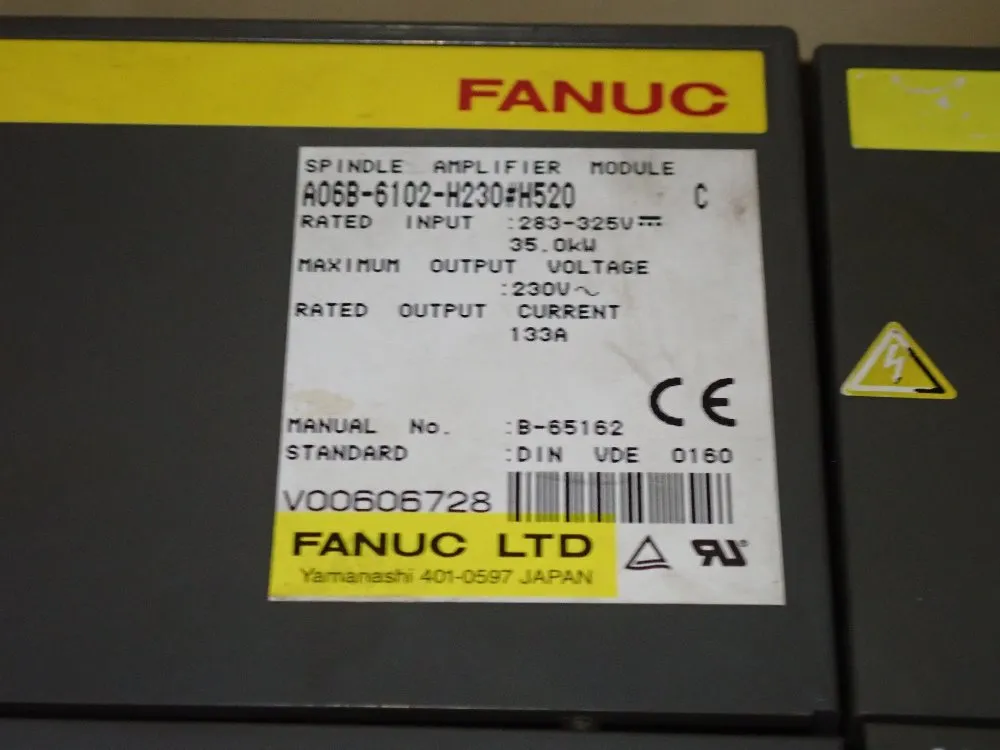 FANUC
SPINDLE AMPLIFIER MODULE
A06B-6102-H230#H520 C
RATED INPUT :283-325V⎓
35.0kW
MAXIMUM OUTPUT VOLTAGE
:230V～
RATED OUTPUT CURRENT
133A
CE
MANUAL No. :B-65162
STANDARD :DIN VDE 0160
V00606728
FANUC LTD
Yamanashi 401-0597 JAPAN